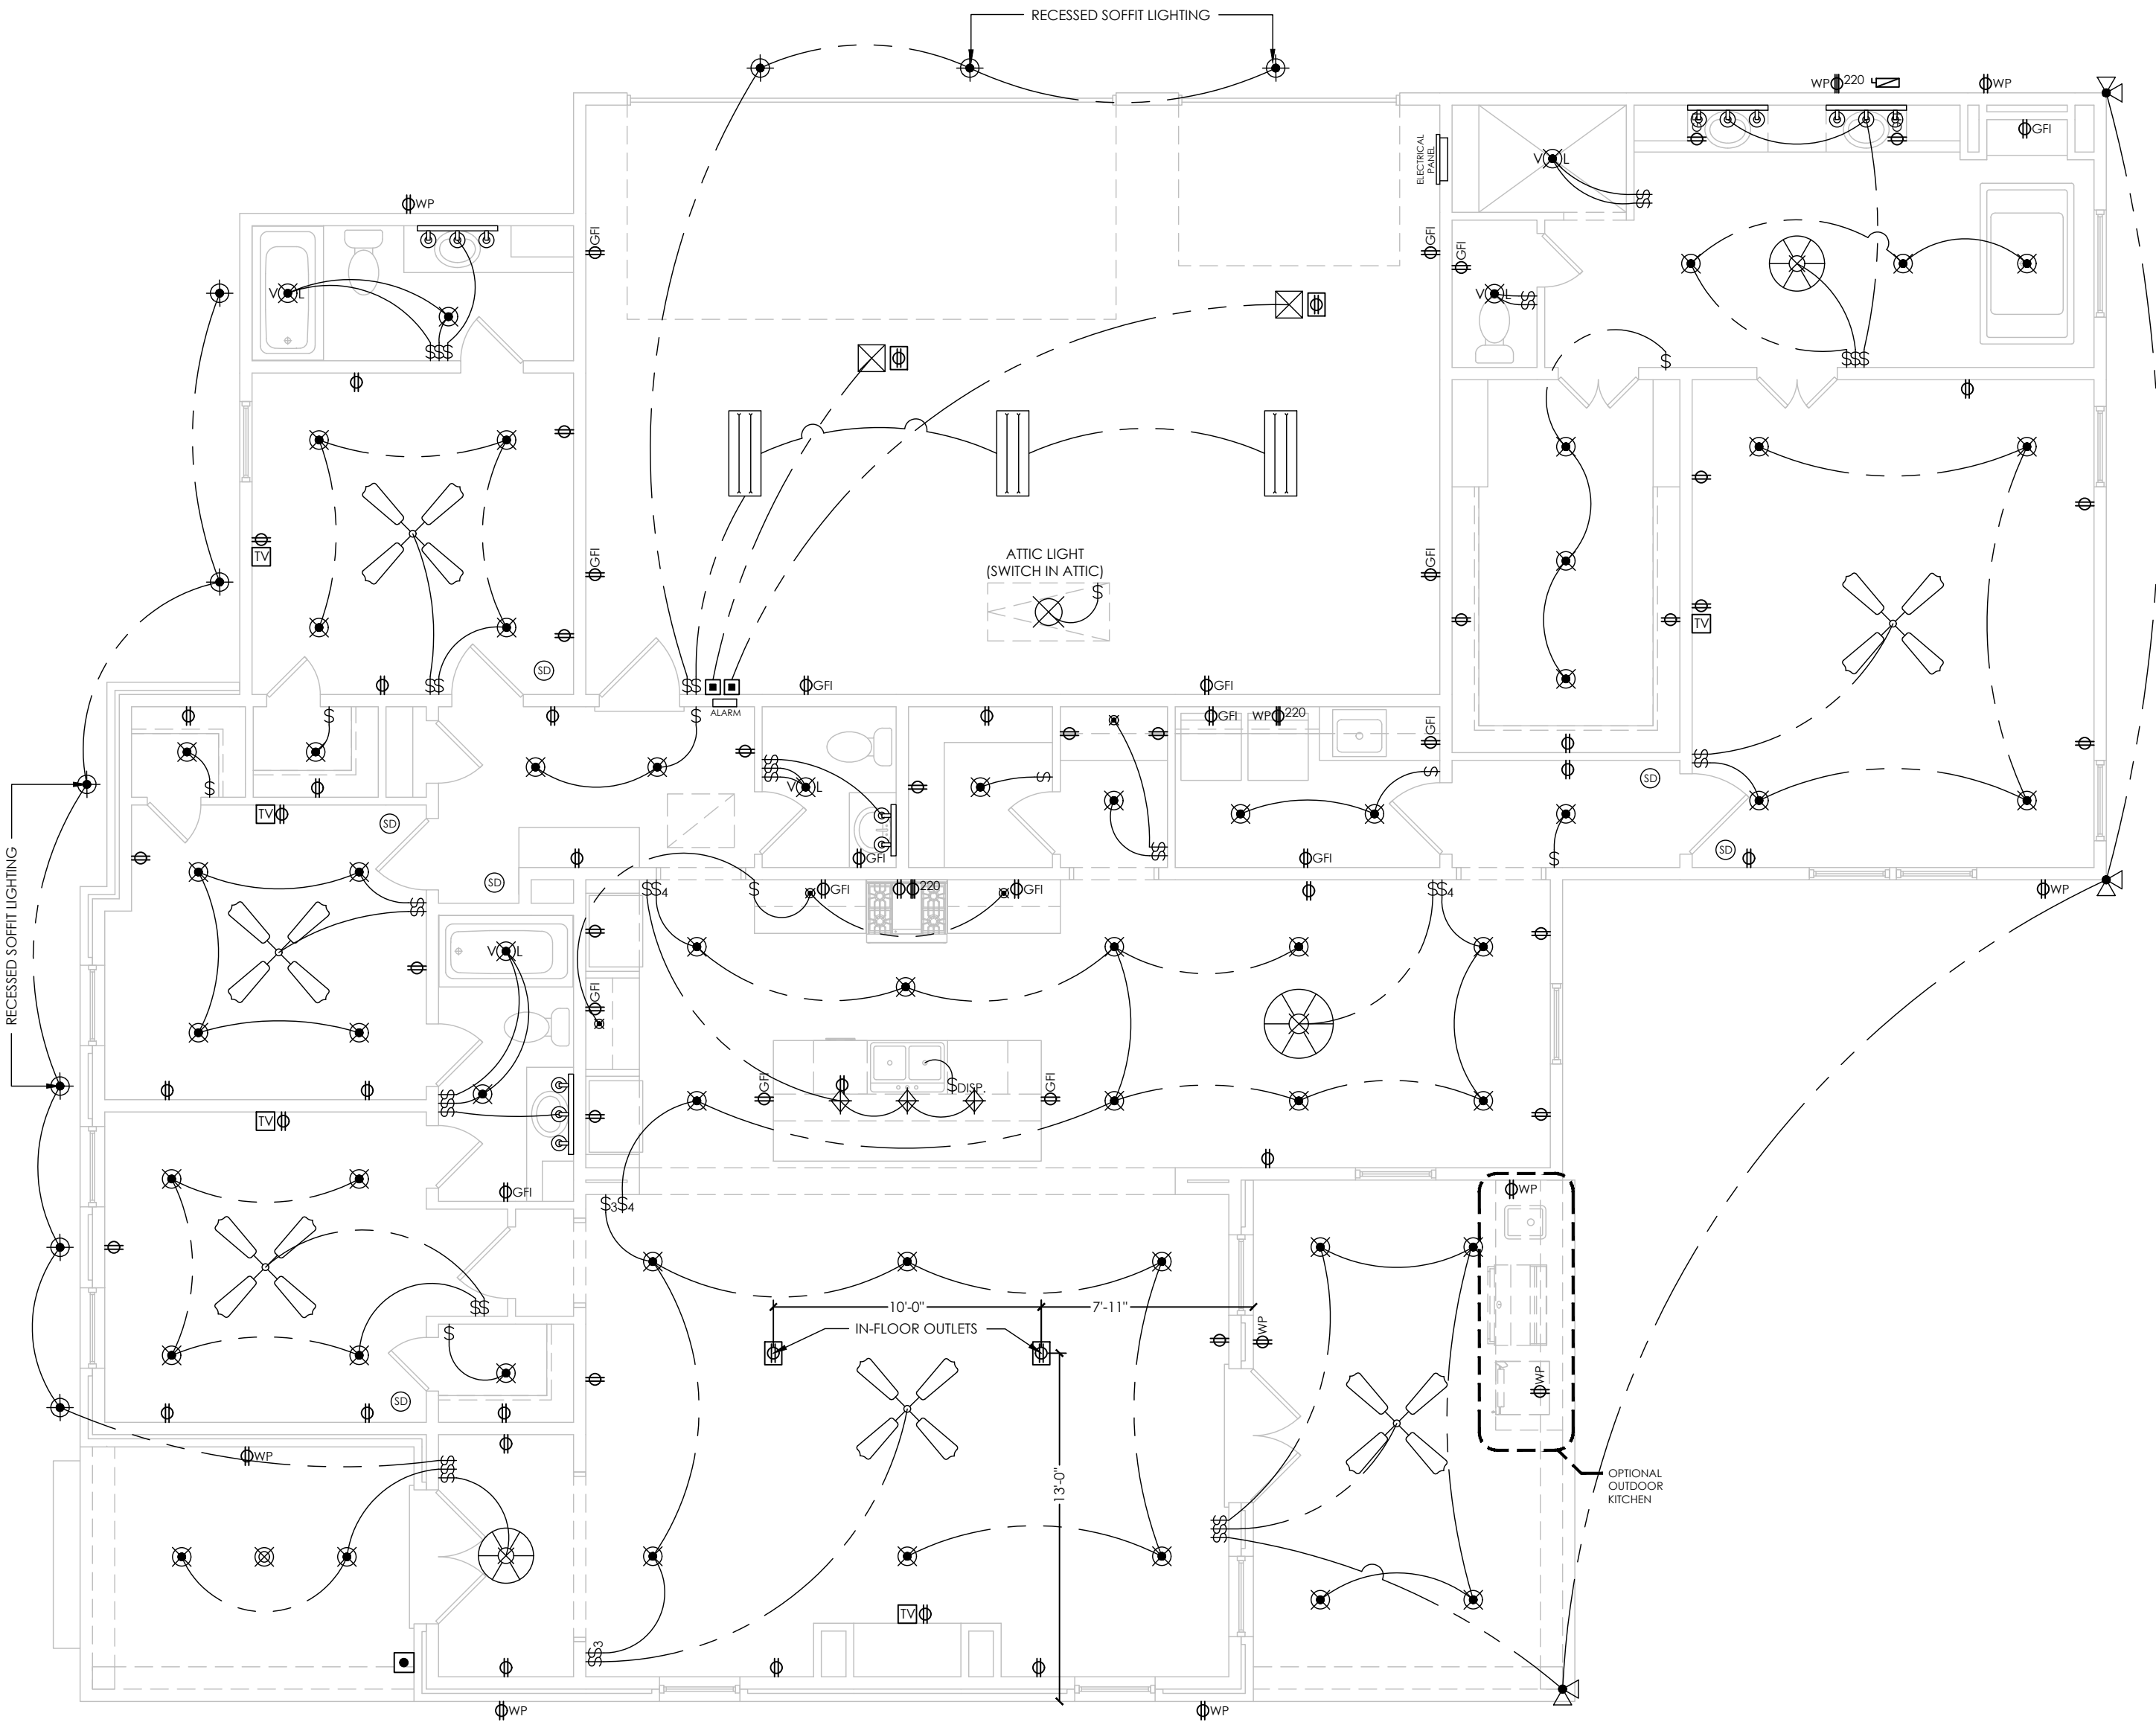 RECESSED SOFFIT LIGHTING
WP
220
WP
GFI
GFI
GFI
ELECTRICAL
PANEL
V L
$
$
WP
GFI
GFI
GFI
V L
$
$
$
V L
$
$
V L
$
$
$
$
$
$
TV
GFI
GFI
ATTIC LIGHT
(SWITCH IN ATTIC)
$
TV
SD
$
$
$
$
ALARM
GFI
GFI
$
$
GFI
WP
220
GFI
$
$
$
$
$
$
V L
$
$
$
SD
TV
SD
$
$
GFI
GFI
$
SD
SD
$
$
$4
$
GFI
220
GFI
$
$4
WP
RECESSED SOFFIT LIGHTING
$
$
V L
GFI
GFI
$
DISP.
GFI
$
$
$
TV
GFI
$3
$4
WP
10'-0"
7'-11"
IN-FLOOR OUTLETS
WP
$
$
$
WP
SD
WP
$
$
$
13'-0"
OPTIONAL
OUTDOOR
KITCHEN
$
$
$
TV
$
$3
WP
WP